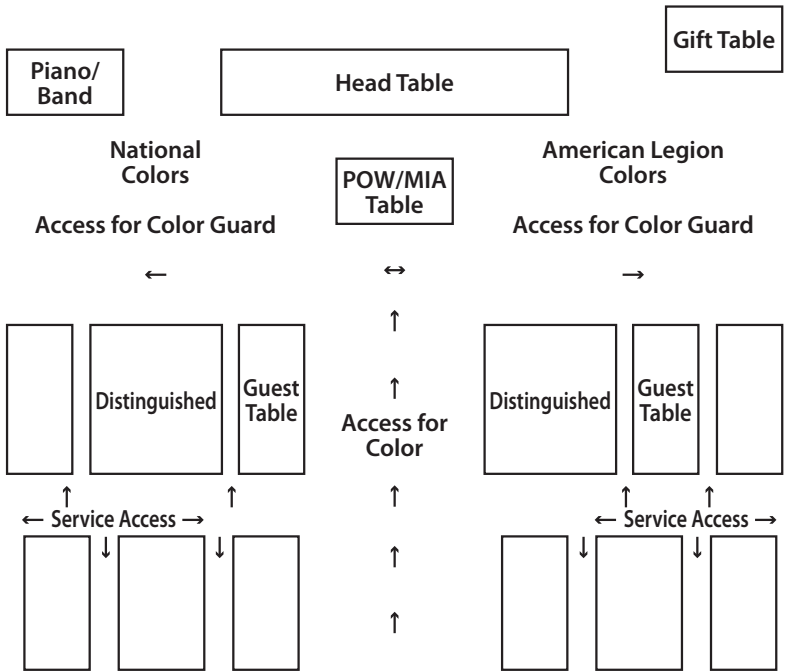 Gift Table
Piano/
Band
Head Table
National
Colors
POW/MIA
Table
American Legion
Colors
Access for Color Guard
Access for Color Guard
← ↔ →
↑
Distinguished
Guest
Table
↑
Access for
Color
Distinguished
Guest
Table
↑ ↑ ↑ ↑ ↑
← Service Access →
← Service Access →
↓ ↓ ↑ ↓ ↓
↑